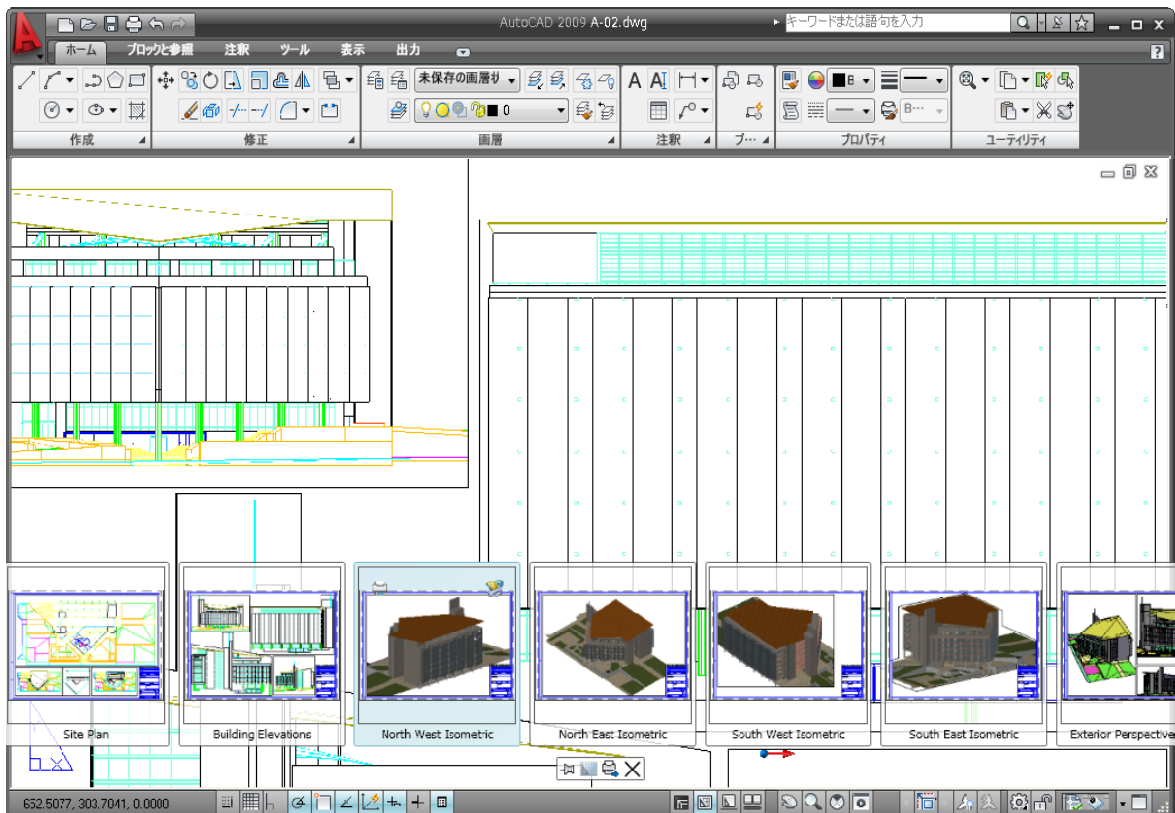 AutoCAD 2009 A-02.dwg
キーワードまたは語句を入力
ホーム ブロックと参照 注釈 ツール 表示 出力
未保存の画層状
0
B
B···
作成 修正 画層 注釈 ブ··· プロパティ ユーティリティ
Site Plan Building Elevations North West Isometric North East Isometric South West Isometric South East Isometric Exterior Perspective
652.5077, 303.7041, 0.0000